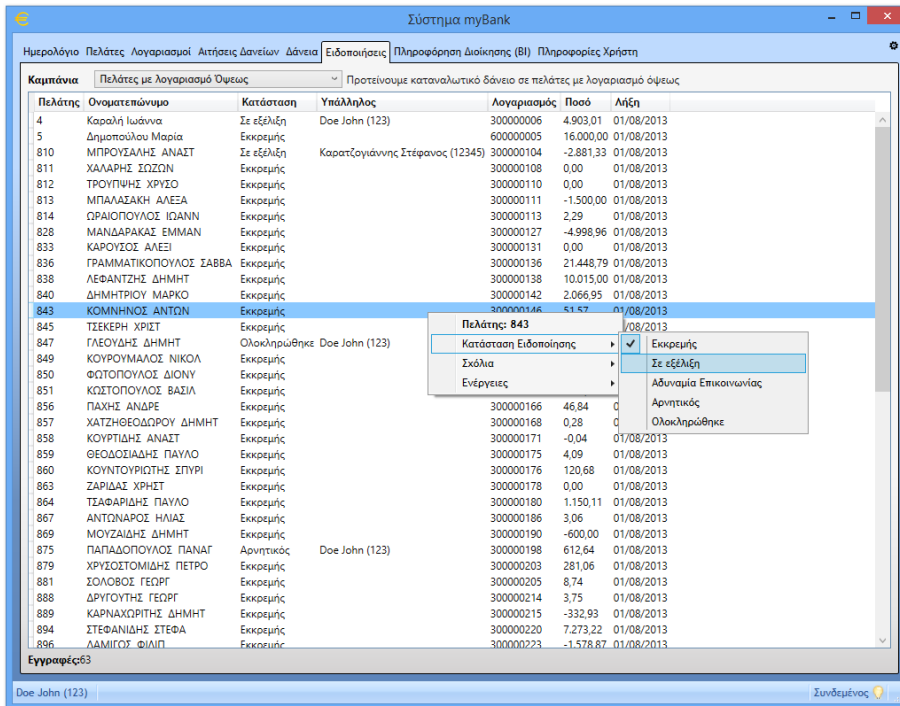 Σύστημα myBank
Ημερολόγιο Πελάτες Λογαριασμοί Αιτήσεις Δανείων Δάνεια Ειδοποιήσεις Πληροφόρηση Διοίκησης (BI) Πληροφορίες Χρήστη
Καμπάνια Πελάτες με λογαριασμό Όψεως Προτείνουμε καταναλωτικό δάνειο σε πελάτες με λογαριασμό όψεως
Πελάτης Ονοματεπώνυμο Κατάσταση Υπάλληλος Λογαριασμός Ποσό Λήξη
4 Καραλή Ιωάννα Σε εξέλιξη Doe John (123) 300000006 4.903,01 01/08/2013
5 Δημοπούλου Μαρία Εκκρεμής 600000005 16.000,00 01/08/2013
810 ΜΠΡΟΥΣΑΛΗΣ ΑΝΑΣΤ Σε εξέλιξη Καρατζογιάννης Στέφανος (12345) 300000104 -2.881,33 01/08/2013
811 ΧΑΛΑΡΗΣ ΣΩΖΩΝ Εκκρεμής 300000108 0,00 01/08/2013
812 ΤΡΟΥΠΨΗΣ ΧΡΥΣΟ Εκκρεμής 300000110 0,00 01/08/2013
813 ΜΠΑΛΑΣΑΚΗ ΑΛΕΞΑ Εκκρεμής 300000111 -1.500,00 01/08/2013
814 ΩΡΑΙΟΠΟΥΛΟΣ ΙΩΑΝΝ Εκκρεμής 300000113 2,29 01/08/2013
828 ΜΑΝΔΑΡΑΚΑΣ ΕΜΜΑΝ Εκκρεμής 300000127 -4.998,96 01/08/2013
833 ΚΑΡΟΥΣΟΣ ΑΛΕΞΙ Εκκρεμής 300000131 0,00 01/08/2013
836 ΓΡΑΜΜΑΤΙΚΟΠΟΥΛΟΣ ΣΑΒΒΑ Εκκρεμής 300000136 21.448,79 01/08/2013
838 ΛΕΦΑΝΤΖΗΣ ΔΗΜΗΤ Εκκρεμής 300000138 10.015,00 01/08/2013
840 ΔΗΜΗΤΡΙΟΥ ΜΑΡΚΟ Εκκρεμής 300000142 2.066,95 01/08/2013
843 ΚΟΜΝΗΝΟΣ ΑΝΤΩΝ Εκκρεμής 300000146 51,57 01/08/2013
845 ΤΣΕΚΕΡΗ ΧΡΙΣΤ Εκκρεμής Πελάτης: 843 /08/2013
847 ΓΛΕΟΥΔΗΣ ΔΗΜΗΤ Ολοκληρώθηκε Doe John (123) Κατάσταση Ειδοποίησης Εκκρεμής
849 ΚΟΥΡΟΥΜΑΛΟΣ ΝΙΚΟΛ Εκκρεμής Σχόλια Σε εξέλιξη
850 ΦΩΤΟΠΟΥΛΟΣ ΔΙΟΝΥ Εκκρεμής Ενέργειες Αδυναμία Επικοινωνίας
851 ΚΩΣΤΟΠΟΥΛΟΣ ΒΑΣΙΛ Εκκρεμής
856 ΠΑΧΗΣ ΑΝΔΡΕ Εκκρεμής 300000166 46,84 0 Αρνητικός
857 ΧΑΤΖΗΘΕΟΔΩΡΟΥ ΔΗΜΗΤ Εκκρεμής 300000168 0,28 0 Ολοκληρώθηκε
858 ΚΟΥΡΤΙΔΗΣ ΑΝΑΣΤ Εκκρεμής 300000171 -0,04 01/08/2013
859 ΘΕΟΔΟΣΙΑΔΗΣ ΠΑΥΛΟ Εκκρεμής 300000175 4,09 01/08/2013
860 ΚΟΥΝΤΟΥΡΙΩΤΗΣ ΣΠΥΡΙ Εκκρεμής 300000176 120,68 01/08/2013
863 ΖΑΡΙΔΑΣ ΧΡΗΣΤ Εκκρεμής 300000178 0,00 01/08/2013
864 ΤΣΑΦΑΡΙΔΗΣ ΠΑΥΛΟ Εκκρεμής 300000180 1.150,11 01/08/2013
867 ΑΝΤΩΝΑΡΟΣ ΗΛΙΑΣ Εκκρεμής 300000186 3,06 01/08/2013
869 ΜΟΥΖΑΙΔΗΣ ΔΗΜΗΤ Εκκρεμής 300000190 -600,00 01/08/2013
875 ΠΑΠΑΔΟΠΟΥΛΟΣ ΠΑΝΑΓ Αρνητικός Doe John (123) 300000198 612,64 01/08/2013
879 ΧΡΥΣΟΣΤΟΜΙΔΗΣ ΠΕΤΡΟ Εκκρεμής 300000203 281,06 01/08/2013
881 ΣΟΛΟΒΟΣ ΓΕΩΡΓ Εκκρεμής 300000205 8,74 01/08/2013
888 ΔΡΥΓΟΥΤΗΣ ΓΕΩΡΓ Εκκρεμής 300000214 3,75 01/08/2013
889 ΚΑΡΝΑΧΩΡΙΤΗΣ ΔΗΜΗΤ Εκκρεμής 300000215 -332,93 01/08/2013
894 ΣΤΕΦΑΝΙΔΗΣ ΣΤΕΦΑ Εκκρεμής 300000220 7.273,22 01/08/2013
896 ΛΑΜΙΓΟΣ ΦΙΛΙΠ Εκκρεμής 300000223 -1.578,87 01/08/2013
Εγγραφές:63
Doe John (123) Συνδεμένος